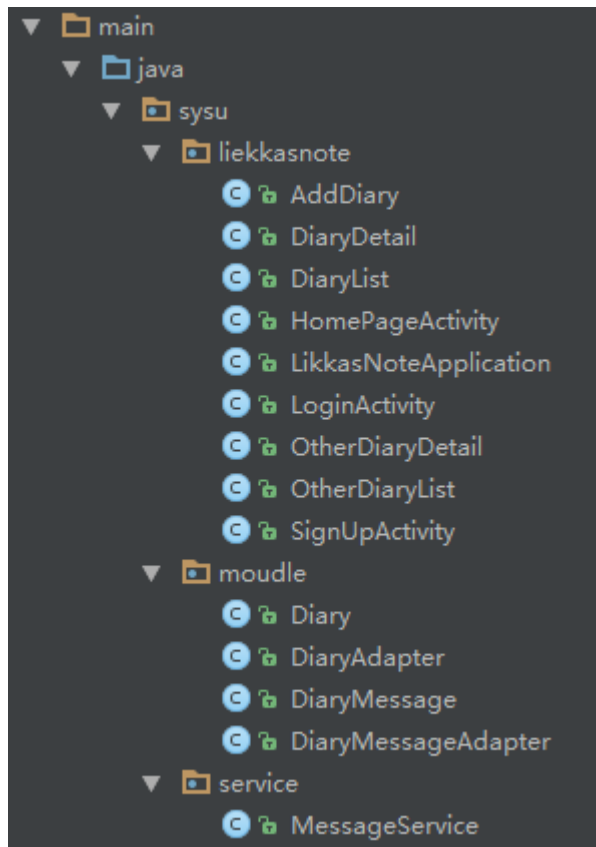 main
java
sysu
liekkasnote
AddDiary
DiaryDetail
DiaryList
HomePageActivity
LikkasNoteApplication
LoginActivity
OtherDiaryDetail
OtherDiaryList
SignUpActivity
moudle
Diary
DiaryAdapter
DiaryMessage
DiaryMessageAdapter
service
MessageService